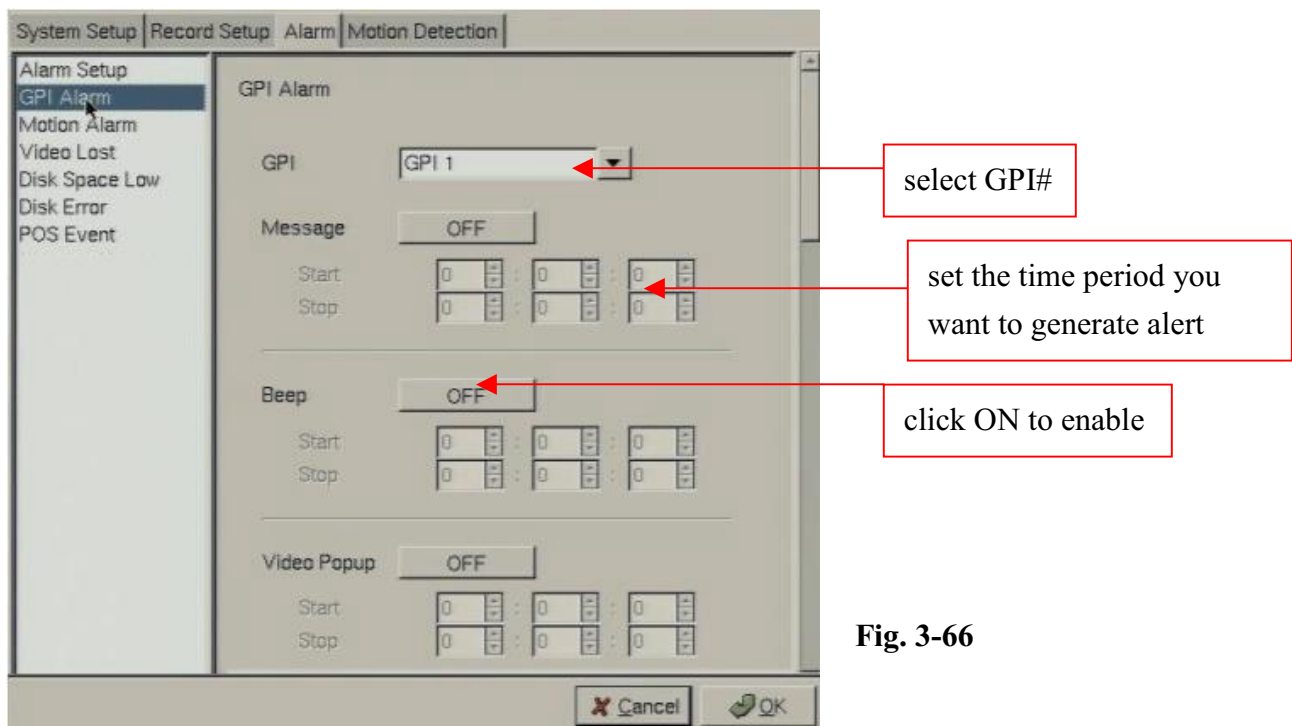 System Setup Record Setup Alarm Motion Detection
Alarm Setup
GPI Alarm
Motion Alarm
Video Lost
Disk Space Low
Disk Error
POS Event
GPI Alarm
GPI GPI 1
Message OFF
Start 0 : 0 : 0
Stop 0 : 0 : 0
Beep OFF
Start 0 : 0 : 0
Stop 0 : 0 : 0
Video Popup OFF
Start 0 : 0 : 0
Stop 0 : 0 : 0
Cancel OK
select GPI#
set the time period you
want to generate alert
click ON to enable
Fig. 3-66